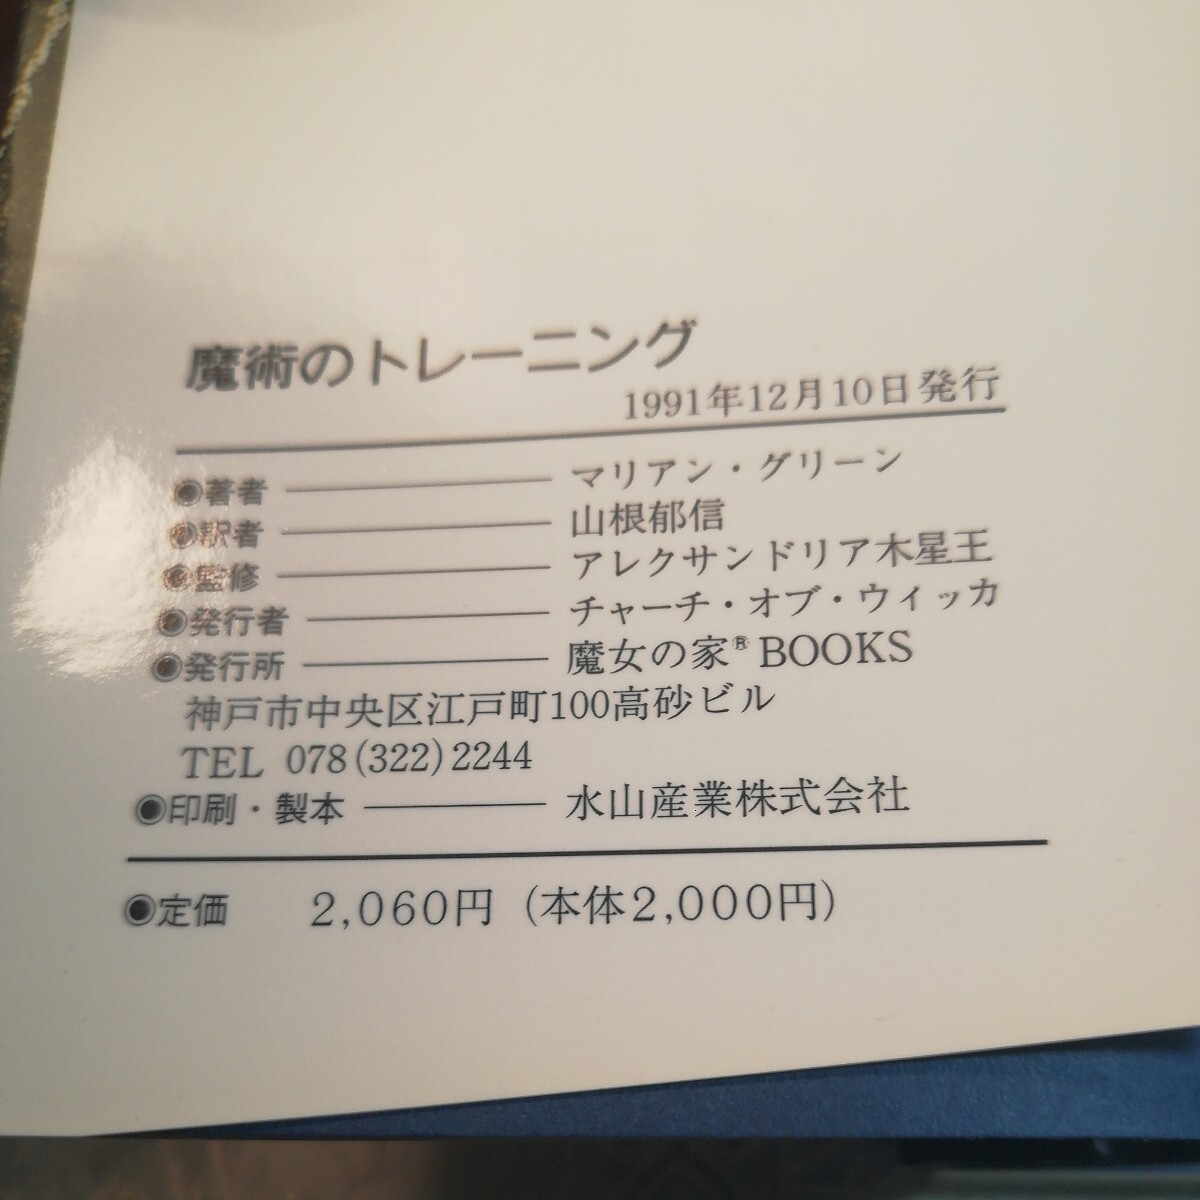 魔術のトレーニング
1991年12月10日発行
◉著者 ―――― マリアン・グリーン
◉訳者 ―――― 山根郁信
◉監修 ―――― アレクサンドリア木星王
◉発行者 ―――― チャーチ・オブ・ウィッカ
◉発行所 ―――― 魔女の家®BOOKS
神戸市中央区江戸町100高砂ビル
TEL 078(322)2244
◉印刷・製本 ―――― 水山産業株式会社
◉定価 2,060円（本体2,000円）